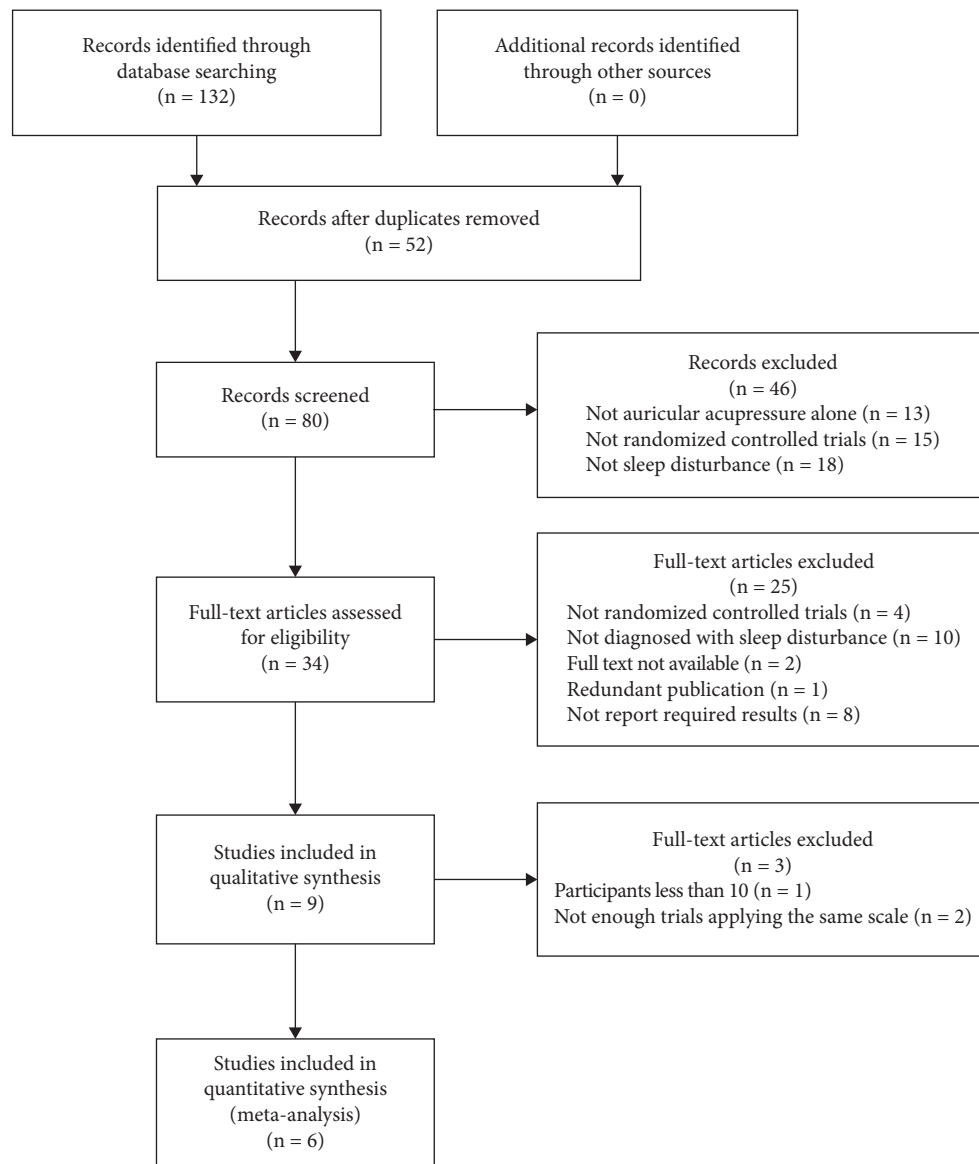 Records identified through
database searching
(n = 132)
Additional records identified
through other sources
(n = 0)
Records after duplicates removed
(n = 52)
Records screened
(n = 80)
Records excluded
(n = 46)
Not auricular acupressure alone (n = 13)
Not randomized controlled trials (n = 15)
Not sleep disturbance (n = 18)
Full-text articles assessed
for eligibility
(n = 34)
Full-text articles excluded
(n = 25)
Not randomized controlled trials (n = 4)
Not diagnosed with sleep disturbance (n = 10)
Full text not available (n = 2)
Redundant publication (n = 1)
Not report required results (n = 8)
Studies included in
qualitative synthesis
(n = 9)
Full-text articles excluded
(n = 3)
Participants less than 10 (n = 1)
Not enough trials applying the same scale (n = 2)
Studies included in
quantitative synthesis
(meta-analysis)
(n = 6)